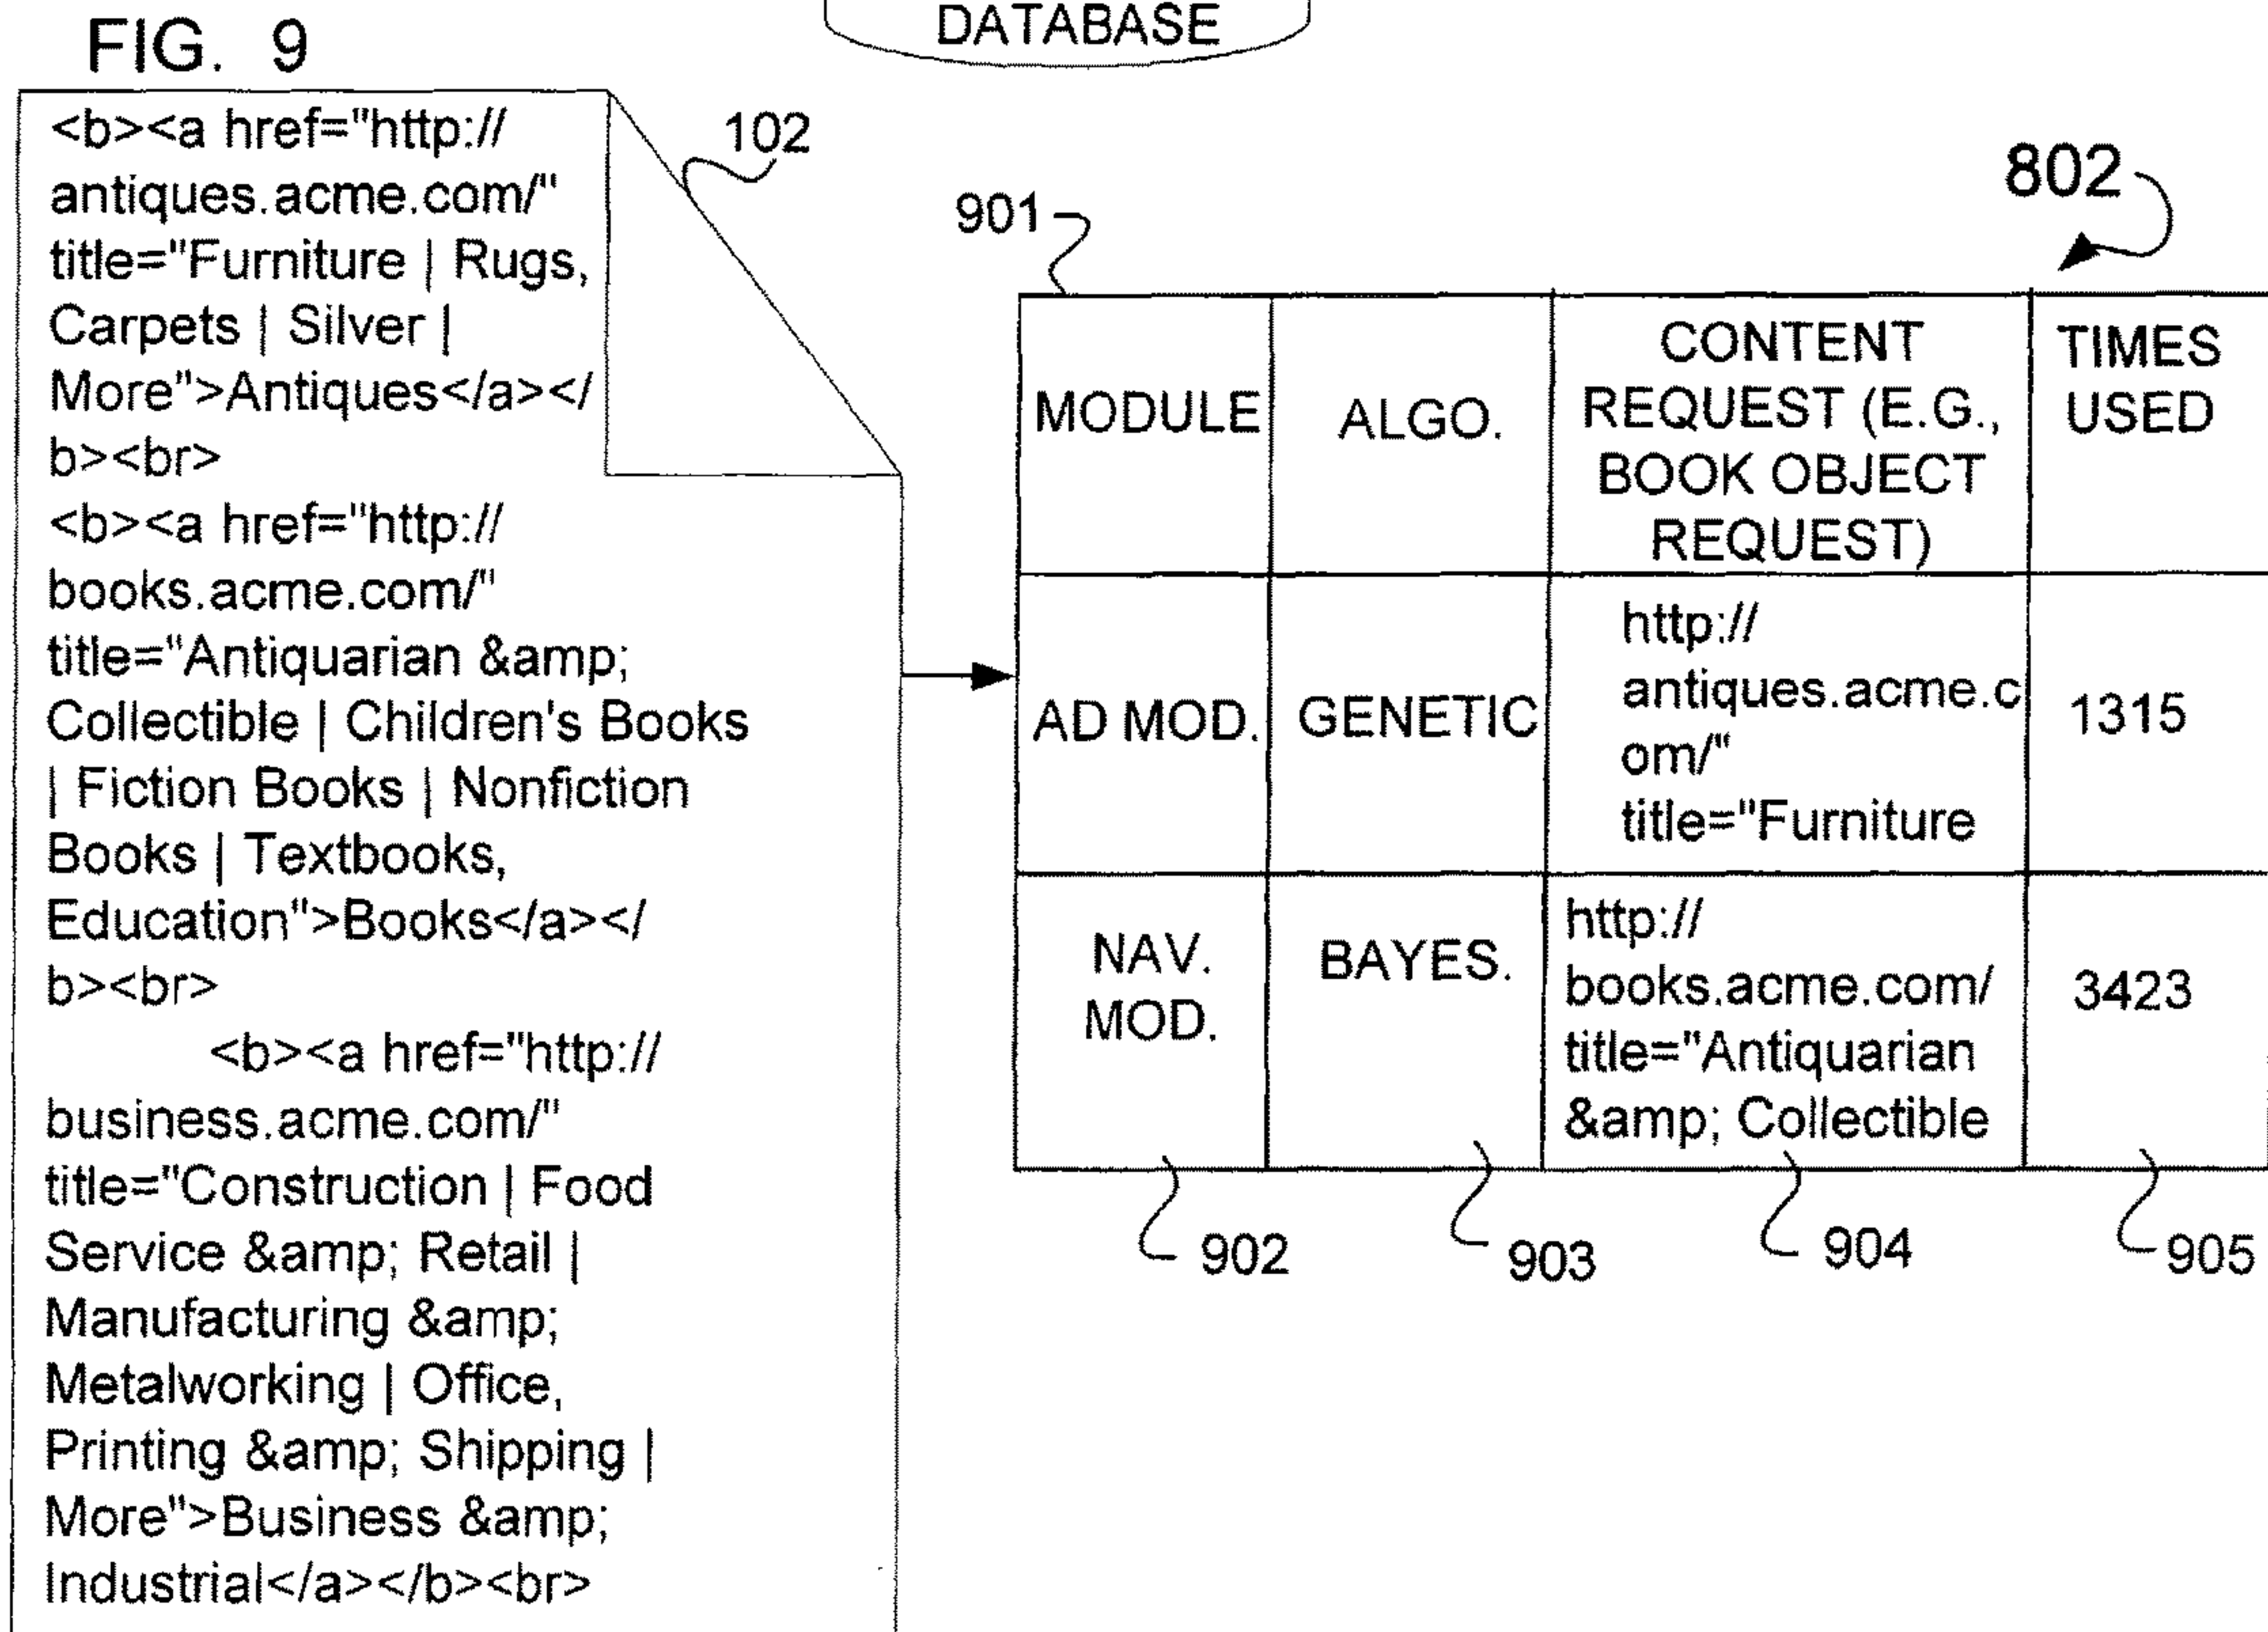 DATABASE
FIG. 9
<b><a href="http://
antiques.acme.com/"
title="Furniture | Rugs,
Carpets | Silver |
More">Antiques</a></
b><br>
<b><a href="http://
books.acme.com/"
title="Antiquarian &amp;
Collectible | Children's Books
| Fiction Books | Nonfiction
Books | Textbooks,
Education">Books</a></
b><br>
<b><a href="http://
business.acme.com/"
title="Construction | Food
Service &amp; Retail |
Manufacturing &amp;
Metalworking | Office,
Printing &amp; Shipping |
More">Business &amp;
Industrial</a></b><br>
102
802
901
MODULE
ALGO.
CONTENT
REQUEST (E.G.,
BOOK OBJECT
REQUEST)
TIMES
USED
AD MOD.
GENETIC
http://
antiques.acme.c
om/"
title="Furniture
1315
NAV.
MOD.
BAYES.
http://
books.acme.com/
title="Antiquarian
&amp; Collectible
3423
902
903
904
905